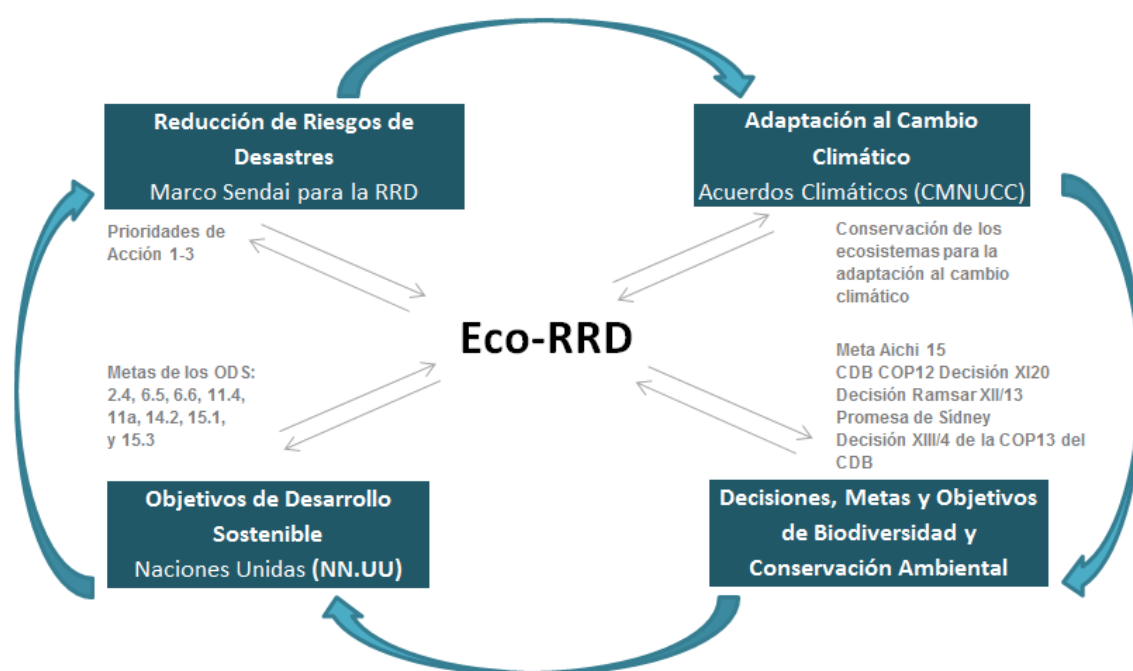 Reducción de Riesgos de
Desastres
Marco Sendai para la RRD
Adaptación al Cambio
Climático
Acuerdos Climáticos (CMNUCC)
Prioridades de
Acción 1-3
Conservación de los
ecosistemas para la
adaptación al cambio
climático
Eco-RRD
Metas de los ODS:
2.4, 6.5, 6.6, 11.4,
11a, 14.2, 15.1,
y 15.3
Meta Aichi 15
CDB COP12 Decisión XI20
Decisión Ramsar XII/13
Promesa de Sídney
Decisión XIII/4 de la COP13 del
CDB
Objetivos de Desarrollo
Sostenible
Naciones Unidas (NN.UU)
Decisiones, Metas y Objetivos
de Biodiversidad y
Conservación Ambiental